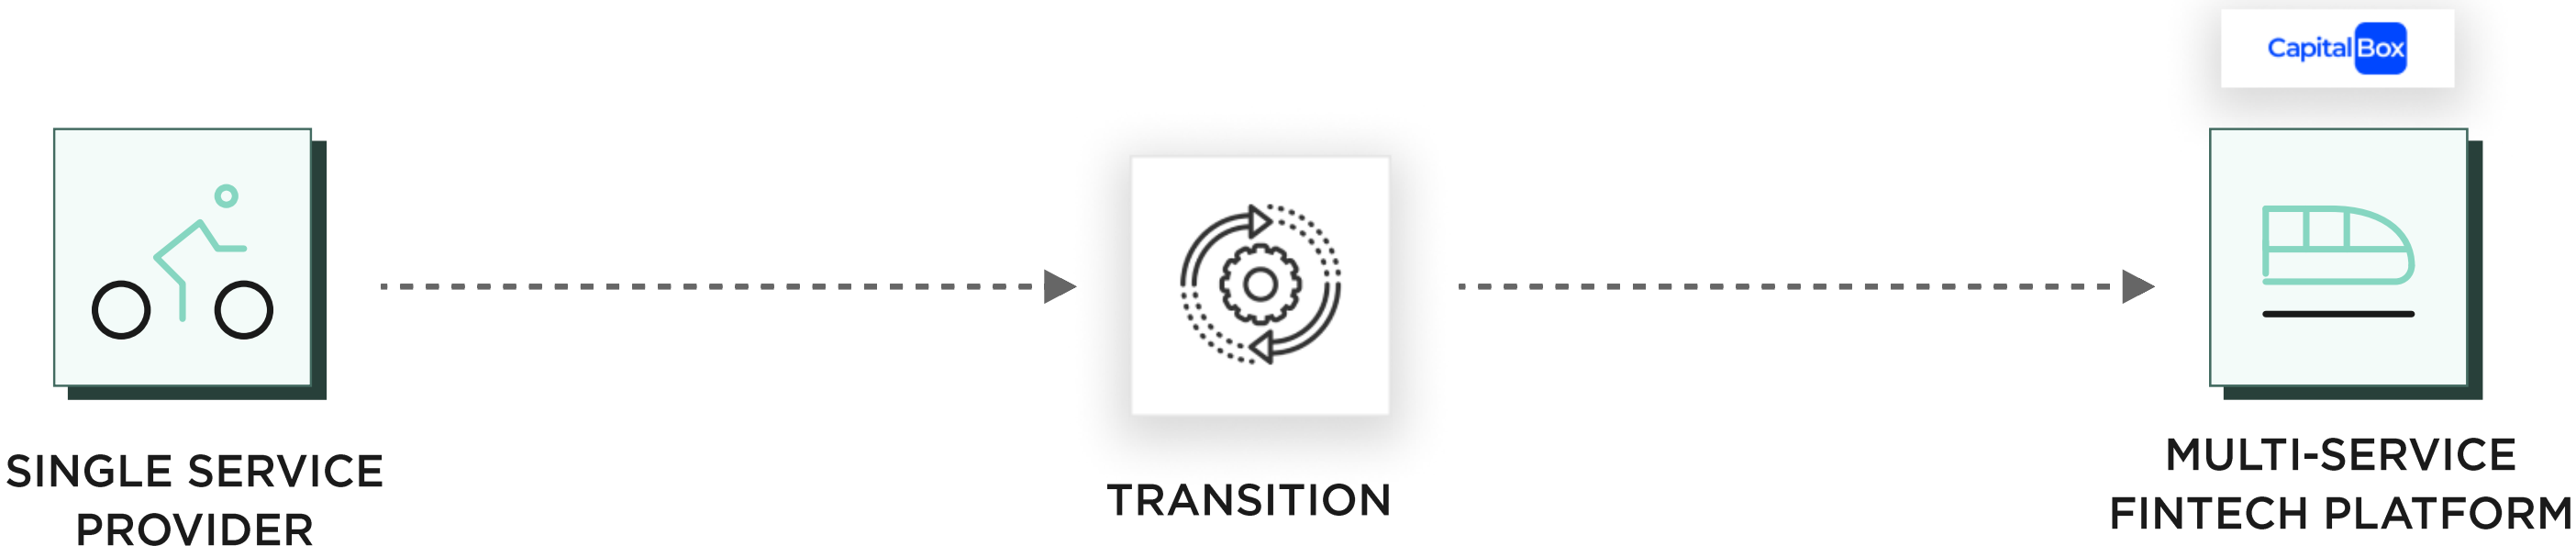 CapitalBox
SINGLE SERVICE
PROVIDER
TRANSITION
MULTI-SERVICE
FINTECH PLATFORM